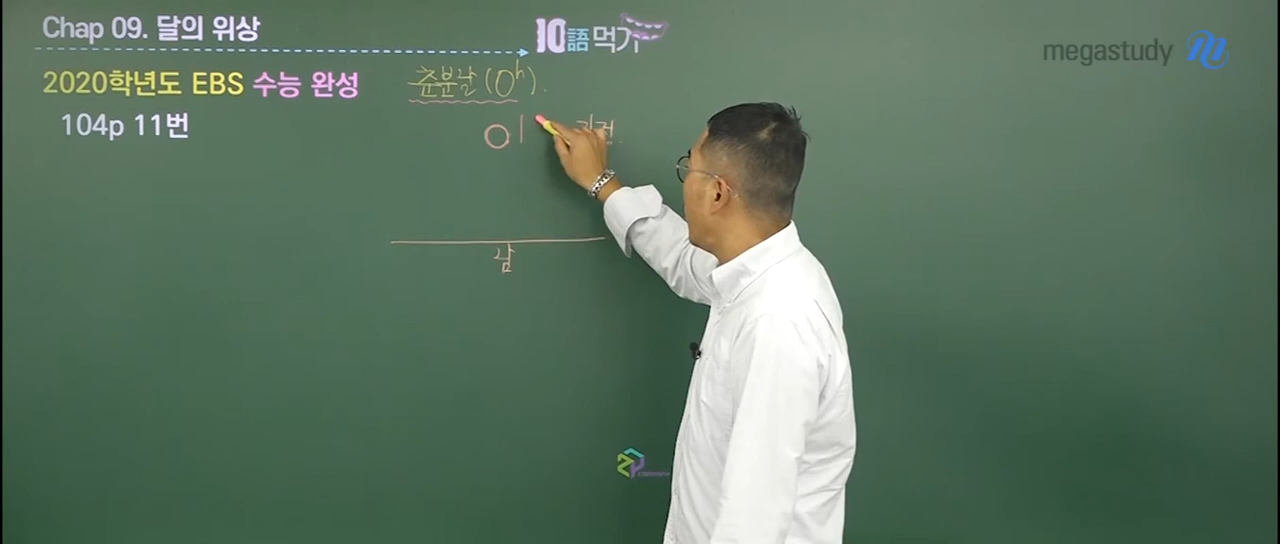 Chap 09. 달의 위상
10語먹기
megastudy
2020학년도 EBS 수능 완성
104p 11번
춘분날 (0h).
남